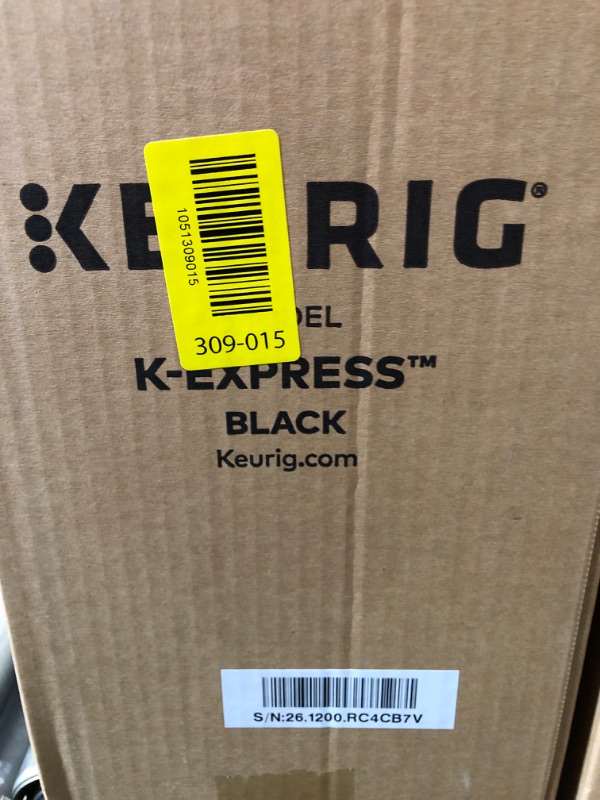 KE RIG®
DEL
K-EXPRESS™
BLACK
Keurig.com
1051309015
309-015
S/N:26.1200.RC4CB7V